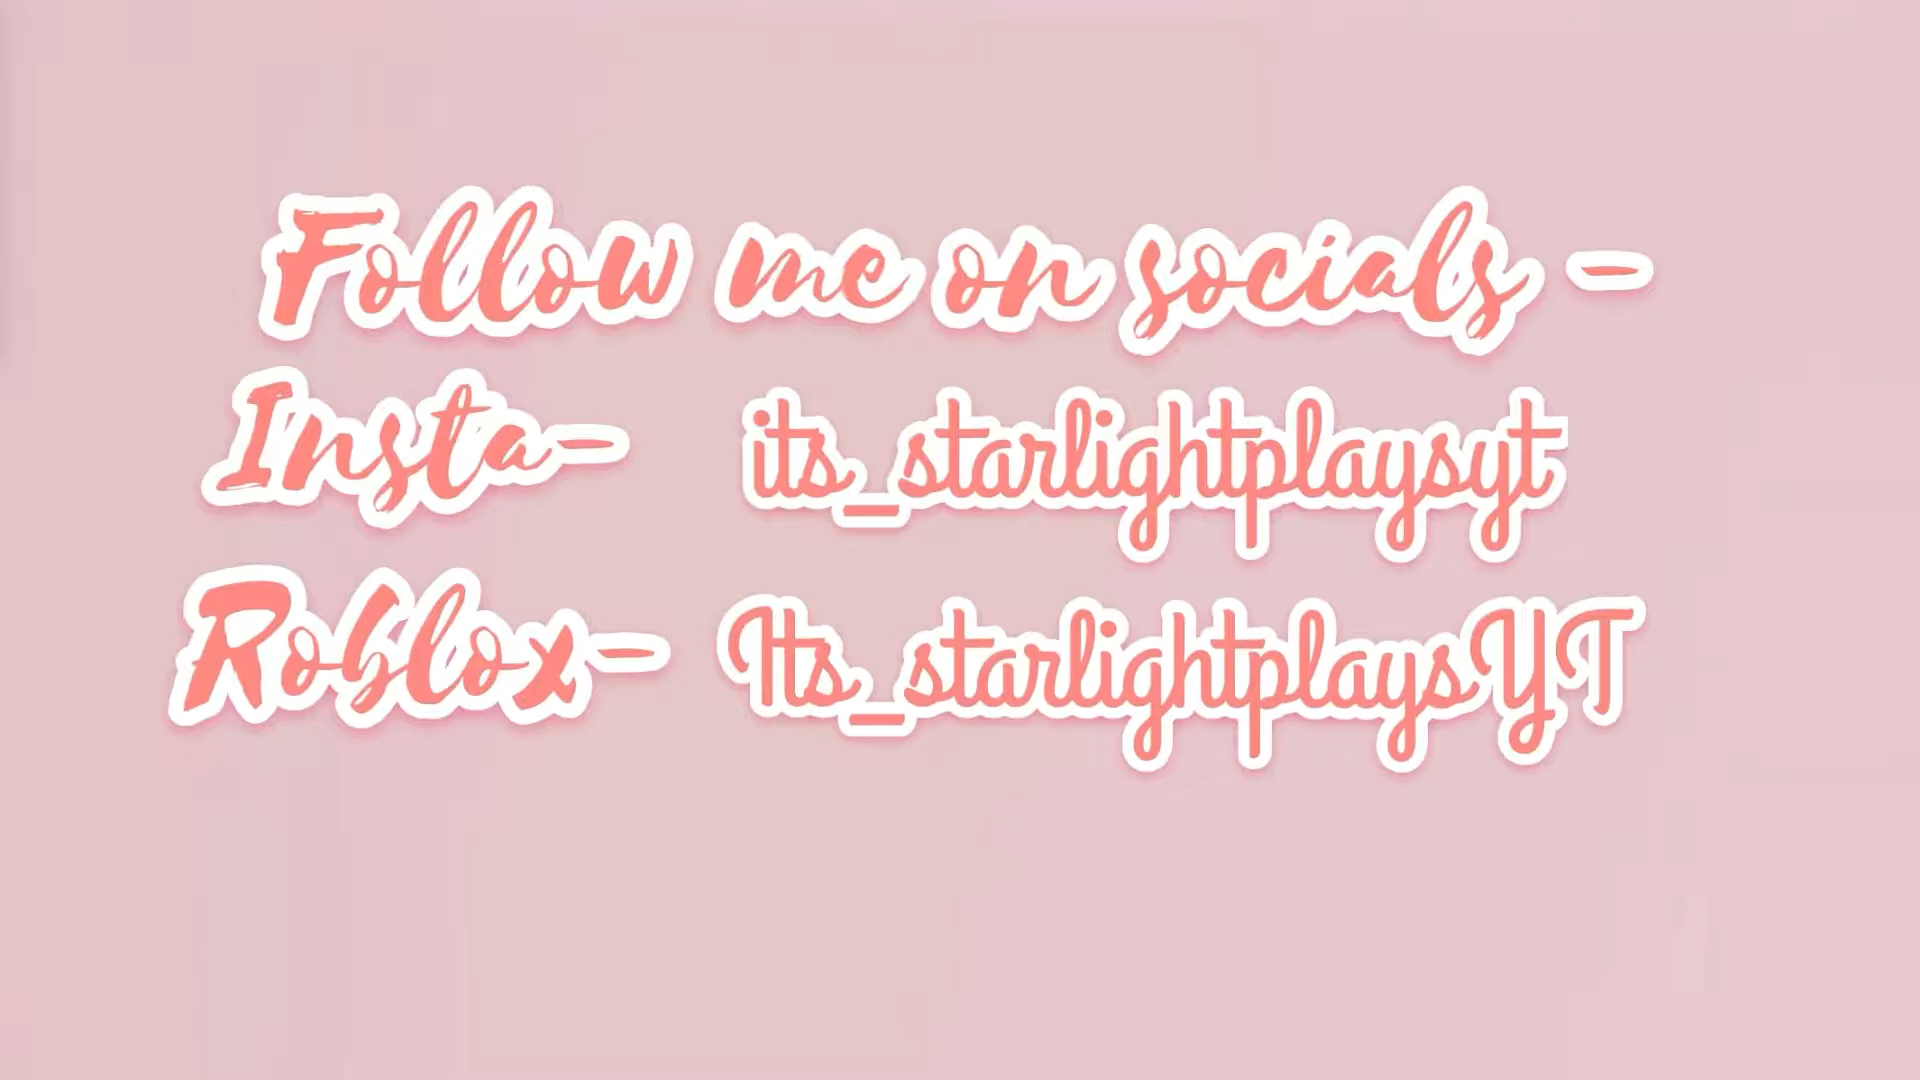 Follow me on socials -
Insta- its_starlightplaysyt
Roblox- Its_starlightplaysYT